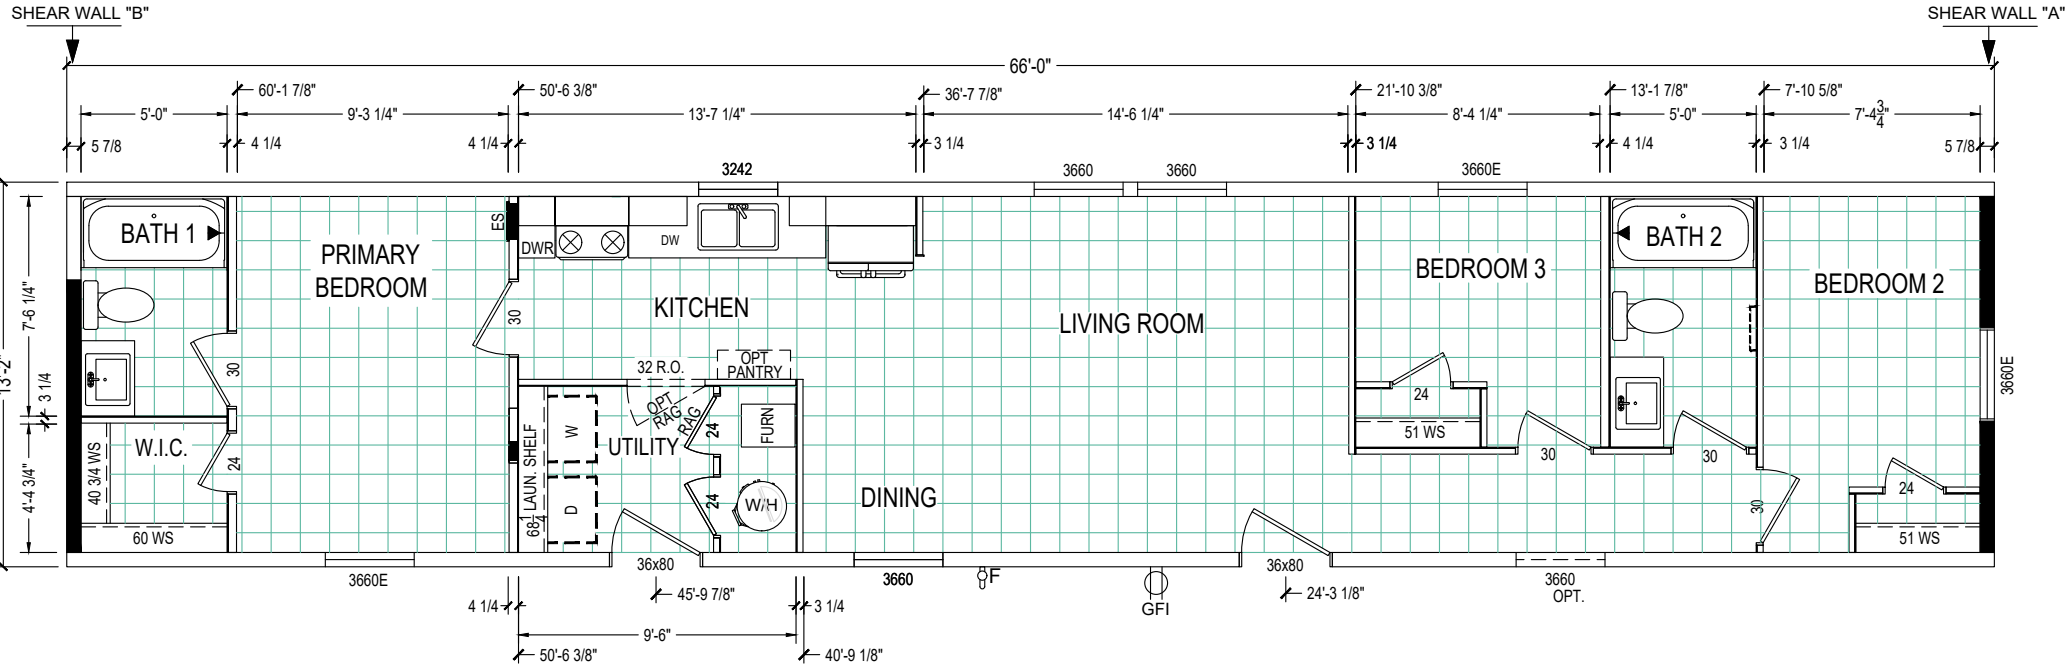 SHEAR WALL "B"
SHEAR WALL "A"
66'-0"
60'-1 7/8"
50'-6 3/8"
36'-7 7/8"
21'-10 3/8"
13'-1 7/8"
7'-10 5/8"
5'-0"
9'-3 1/4"
13'-7 1/4"
14'-6 1/4"
8'-4 1/4"
5'-0"
7'-4 3/4"
5 7/8
4 1/4
4 1/4
3 1/4
3 1/4
4 1/4
3 1/4
5 7/8
3242
3660
3660
3660E
13'-2"
7'-6 1/4"
3 1/4
4'-4 3/4"
BATH 1
PRIMARY
BEDROOM
ES
DWR
DW
KITCHEN
LIVING ROOM
BEDROOM 3
BATH 2
BEDROOM 2
30
30
32 R.O.
OPT
PANTRY
OPT
RAG
RAG
24
24
FURN
W/H
W
D
UTILITY
68 1/4 LAUN. SHELF
W.I.C.
24
40 3/4 WS
60 WS
DINING
24
51 WS
30
30
30
24
51 WS
3660E
3660E
36x80
3660
F
GFI
36x80
3660
OPT.
4 1/4
45'-9 7/8"
3 1/4
24'-3 1/8"
9'-6"
50'-6 3/8"
40'-9 1/8"